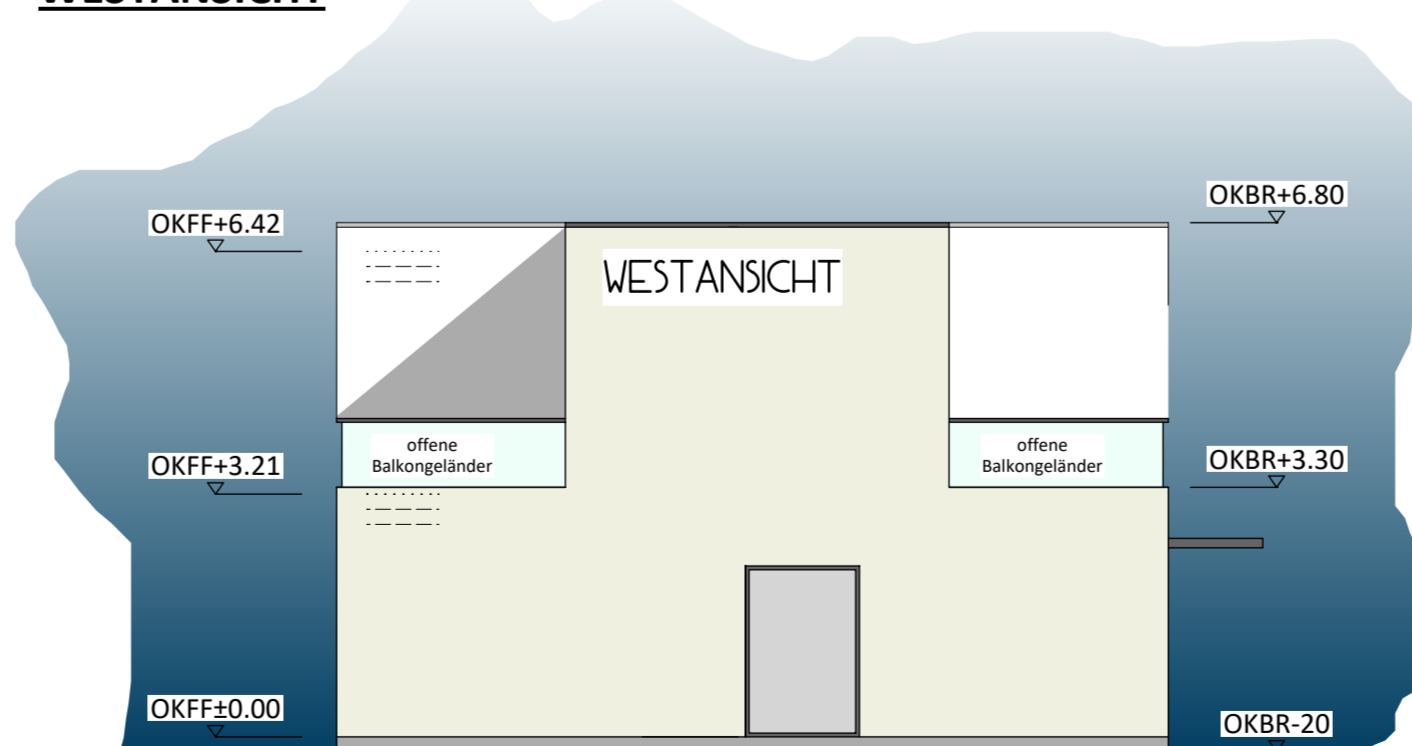 WESTANSICHT
OKBR+6.80
OKFF+6.42
WESTANSICHT
offene
Balkongeländer
offene
Balkongeländer
OKFF+3.21
OKBR+3.30
OKFF±0.00
OKBR-20